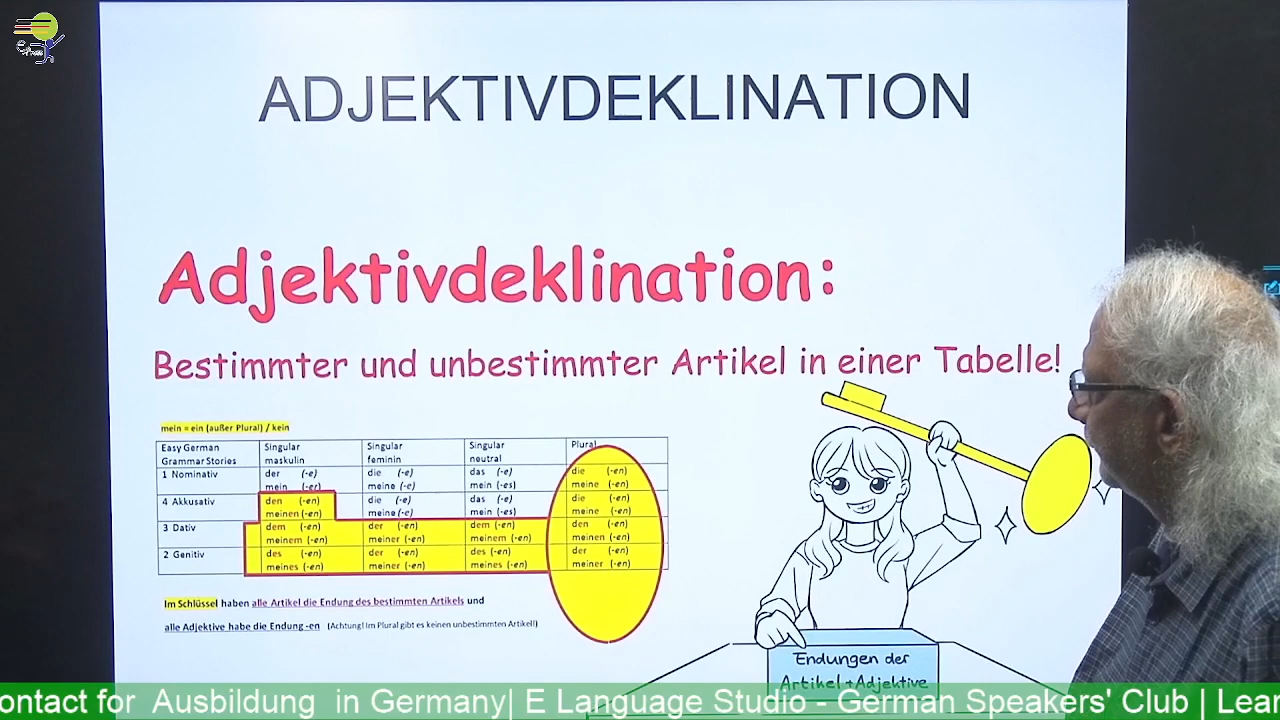 ADJEKTIVDEKLINATION
Adjektivdeklination:
Bestimmter und unbestimmter Artikel in einer Tabelle!
mein = ein (außer Plural) / kein
Easy German Grammar Stories Singular maskulin Singular feminin Singular neutral Plural
1 Nominativ der (-e) die (-e) das (-e) die (-en)
mein (-er) meine (-e) mein (-es) meine (-en)
4 Akkusativ den (-en) die (-e) das (-e) die (-en)
meinen (-en) meine (-e) mein (-es) meine (-en)
3 Dativ dem (-en) der (-en) dem (-en) den (-en)
meinem (-en) meiner (-en) meinem (-en) meinen (-en)
2 Genitiv des (-en) der (-en) des (-en) der (-en)
meines (-en) meiner (-en) meines (-en) meiner (-en)
Im Schlüssel haben alle Artikel die Endung des bestimmten Artikels und
alle Adjektive habe die Endung -en (Achtung! Im Plural gibt es keinen unbestimmten Artikel!)
Endungen der
Artikel + Adjektive
ontact for Ausbildung in Germany| E Language Studio - German Speakers' Club | Lear